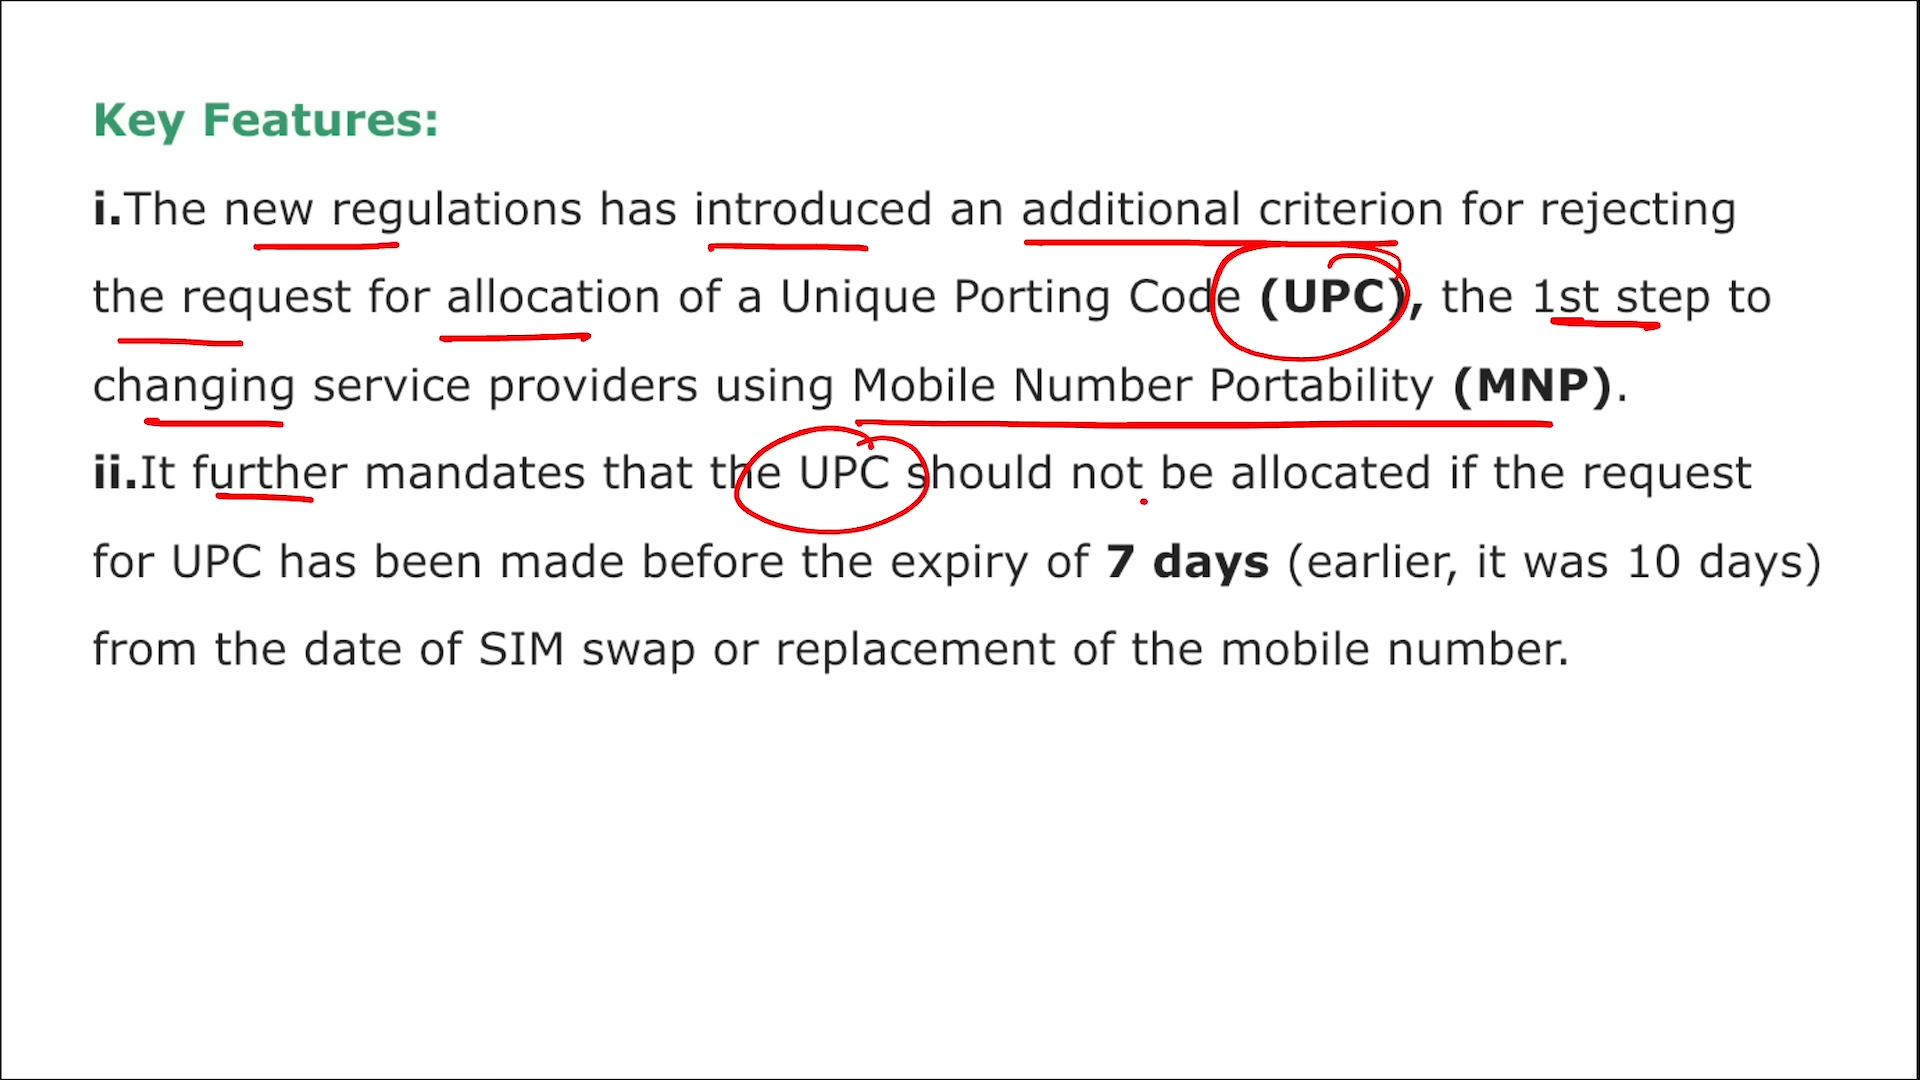 Key Features:
i.The new regulations has introduced an additional criterion for rejecting
the request for allocation of a Unique Porting Code (UPC), the 1st step to
changing service providers using Mobile Number Portability (MNP).
ii.It further mandates that the UPC should not be allocated if the request
for UPC has been made before the expiry of 7 days (earlier, it was 10 days)
from the date of SIM swap or replacement of the mobile number.